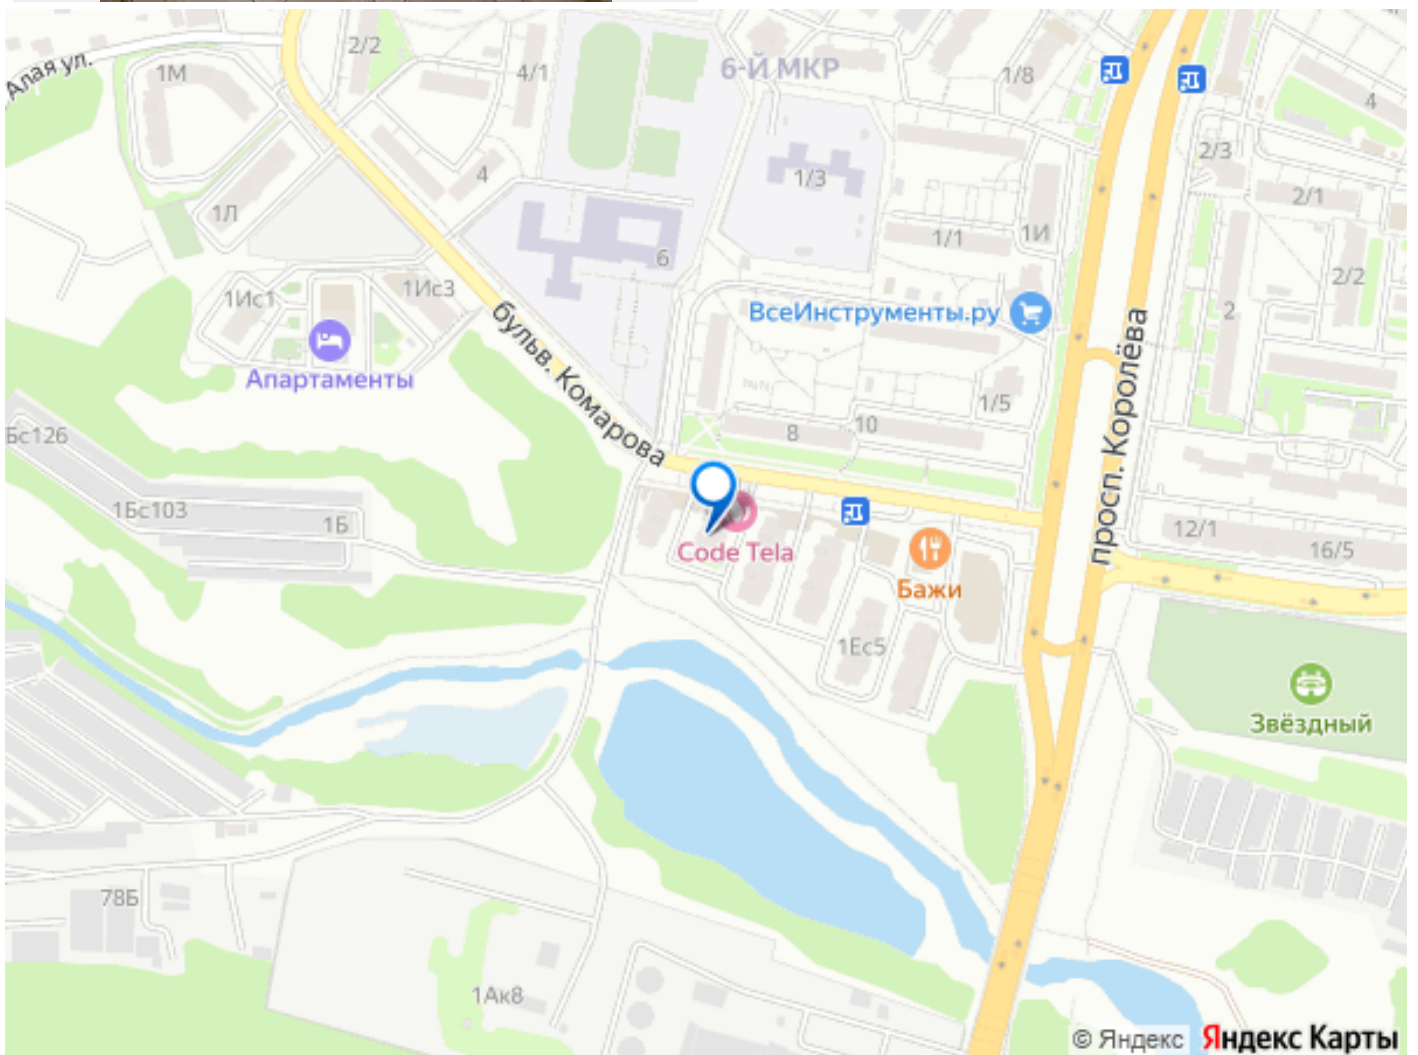 Алая ул.
1М
2/2
4/1
6-Й МКР
1/8
4
2/3
1Л
4
1/3
2/1
1/1
1И
6
2/2
1Ис1
1Ис3
ВсеИнструменты.ру
2
Апартаменты
бульв. Комарова
просп. Королёва
1/5
8
10
Бс126
1Бс103
1Б
Code Tela
Бажи
12/1
16/5
1Ес5
Звёздный
78Б
1Ак8
© Яндекс Яндекс Карты